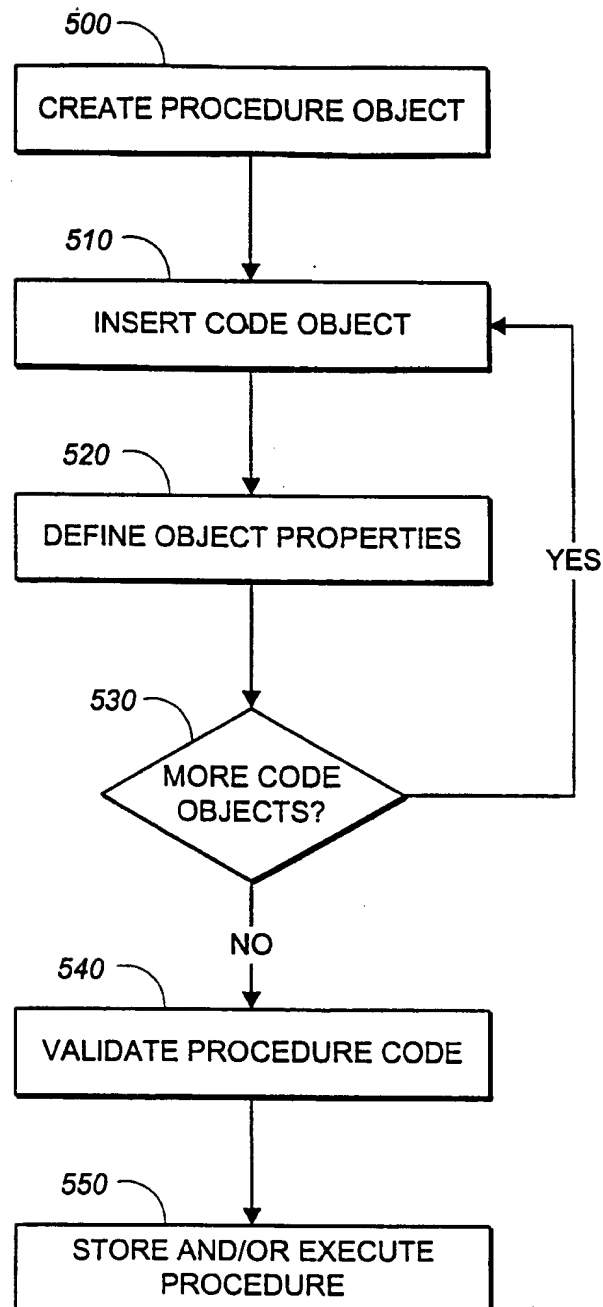 500
CREATE PROCEDURE OBJECT
510
INSERT CODE OBJECT
520
DEFINE OBJECT PROPERTIES
YES
530
MORE CODE
OBJECTS?
NO
540
VALIDATE PROCEDURE CODE
550
STORE AND/OR EXECUTE
PROCEDURE